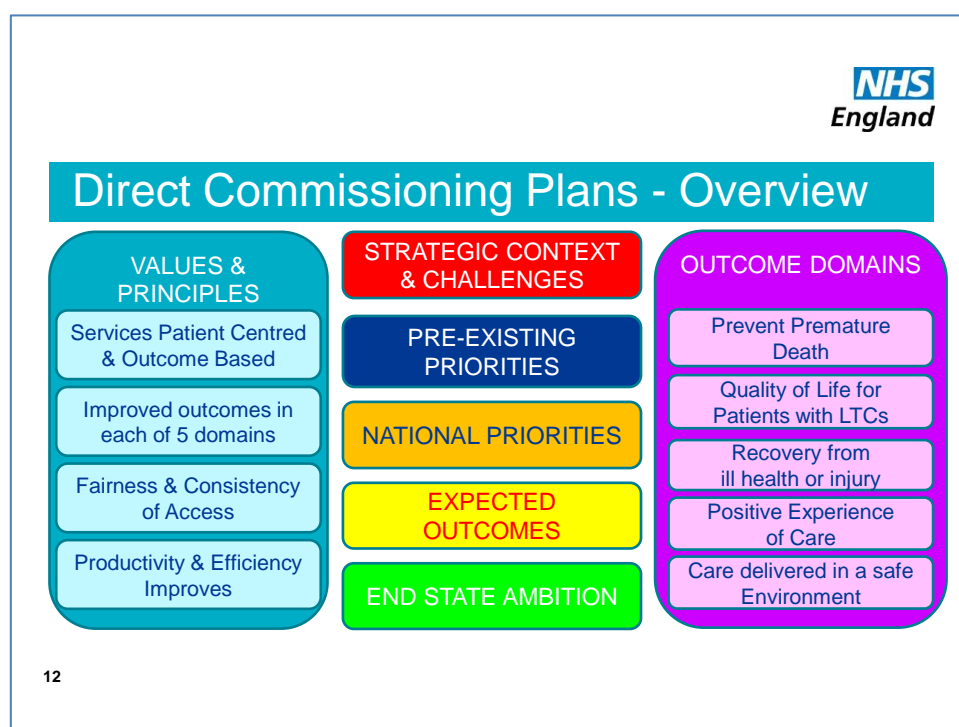 NHS
England
Direct Commissioning Plans - Overview
VALUES &
PRINCIPLES
Services Patient Centred
& Outcome Based
Improved outcomes in
each of 5 domains
Fairness & Consistency
of Access
Productivity & Efficiency
Improves
STRATEGIC CONTEXT
& CHALLENGES
PRE-EXISTING
PRIORITIES
NATIONAL PRIORITIES
EXPECTED
OUTCOMES
END STATE AMBITION
OUTCOME DOMAINS
Prevent Premature
Death
Quality of Life for
Patients with LTCs
Recovery from
ill health or injury
Positive Experience
of Care
Care delivered in a safe
Environment
12